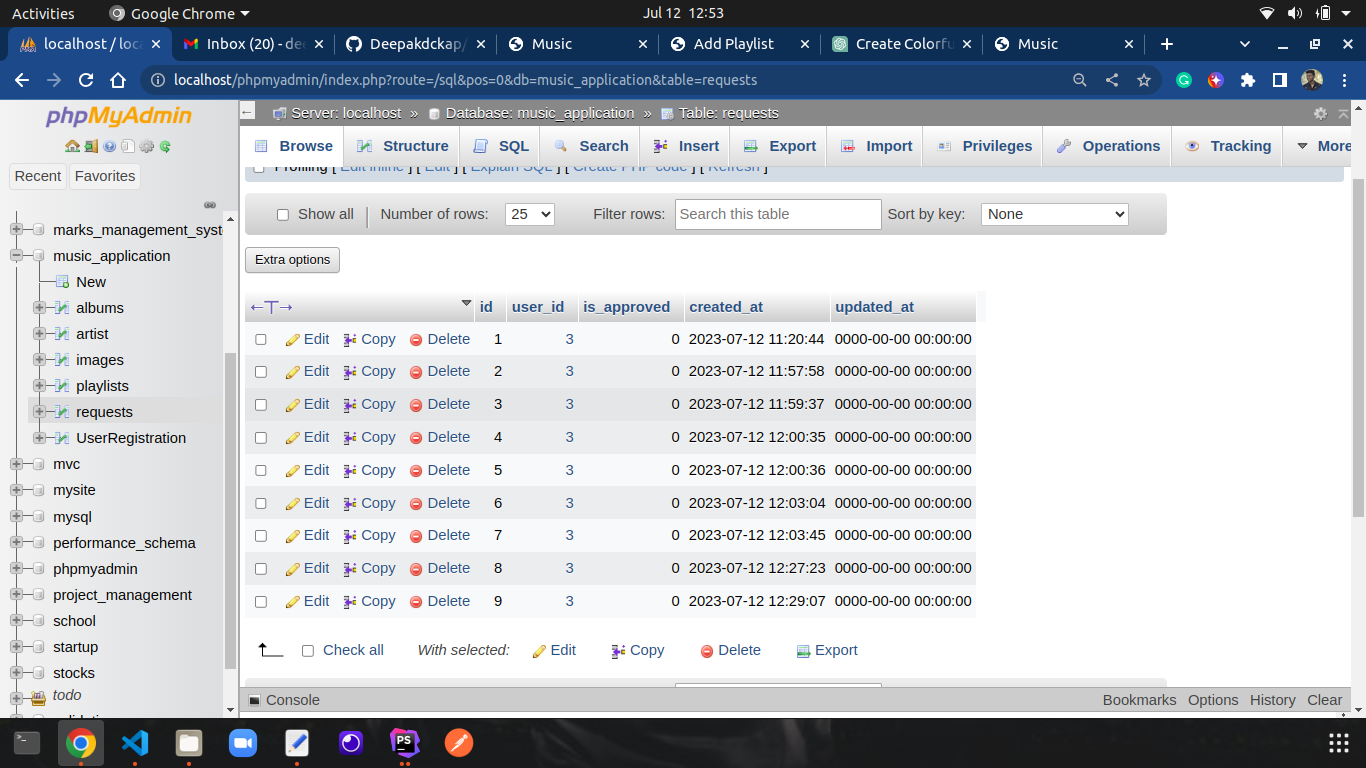 Activities Google Chrome Jul 12 12:53
localhost / loca Inbox (20) - dee Deepakdckap/ Music Add Playlist Create Colorfu Music
localhost/phpmyadmin/index.php?route=/sql&pos=0&db=music_application&table=requests
phpMyAdmin
Recent Favorites
marks_management_syst
music_application
New
albums
artist
images
playlists
requests
UserRegistration
mvc
mysite
mysql
performance_schema
phpmyadmin
project_management
school
startup
stocks
todo
Server: localhost » Database: music_application » Table: requests
Browse Structure SQL Search Insert Export Import Privileges Operations Tracking More
Profiling [ Edit inline ] [ Edit ] [ Explain SQL ] [ Create PHP code ] [ Refresh ]
Show all Number of rows: 25 Filter rows: Search this table Sort by key: None
Extra options
←T→ id user_id is_approved created_at updated_at
Edit Copy Delete 1 3 0 2023-07-12 11:20:44 0000-00-00 00:00:00
Edit Copy Delete 2 3 0 2023-07-12 11:57:58 0000-00-00 00:00:00
Edit Copy Delete 3 3 0 2023-07-12 11:59:37 0000-00-00 00:00:00
Edit Copy Delete 4 3 0 2023-07-12 12:00:35 0000-00-00 00:00:00
Edit Copy Delete 5 3 0 2023-07-12 12:00:36 0000-00-00 00:00:00
Edit Copy Delete 6 3 0 2023-07-12 12:03:04 0000-00-00 00:00:00
Edit Copy Delete 7 3 0 2023-07-12 12:03:45 0000-00-00 00:00:00
Edit Copy Delete 8 3 0 2023-07-12 12:27:23 0000-00-00 00:00:00
Edit Copy Delete 9 3 0 2023-07-12 12:29:07 0000-00-00 00:00:00
Check all With selected: Edit Copy Delete Export
Console Bookmarks Options History Clear
PS